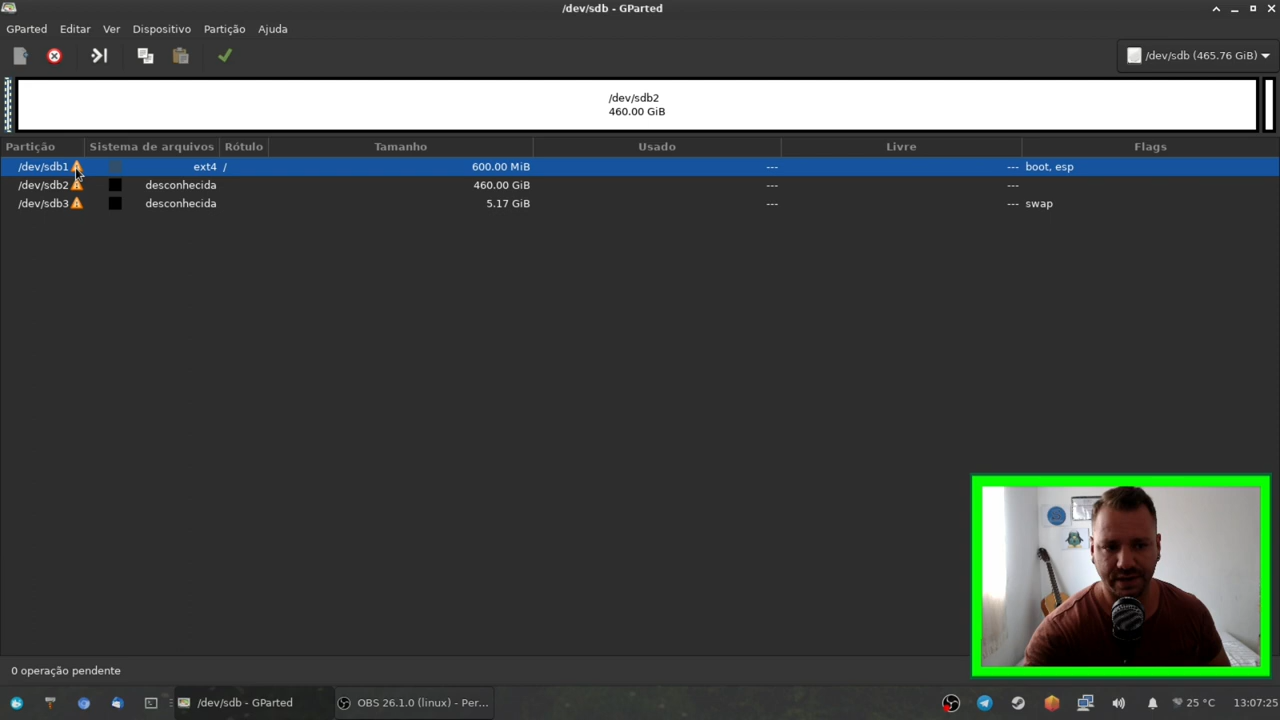 /dev/sdb - GParted
GParted Editar Ver Dispositivo Partição Ajuda
/dev/sdb (465.76 GiB)
/dev/sdb2
460.00 GiB
Partição Sistema de arquivos Rótulo Tamanho Usado Livre Flags
/dev/sdb1 ext4 / 600.00 MiB --- --- boot, esp
/dev/sdb2 desconhecida 460.00 GiB --- ---
/dev/sdb3 desconhecida 5.17 GiB --- --- swap
0 operação pendente
/dev/sdb - GParted OBS 26.1.0 (linux) - Per... 25 °C 13:07:25